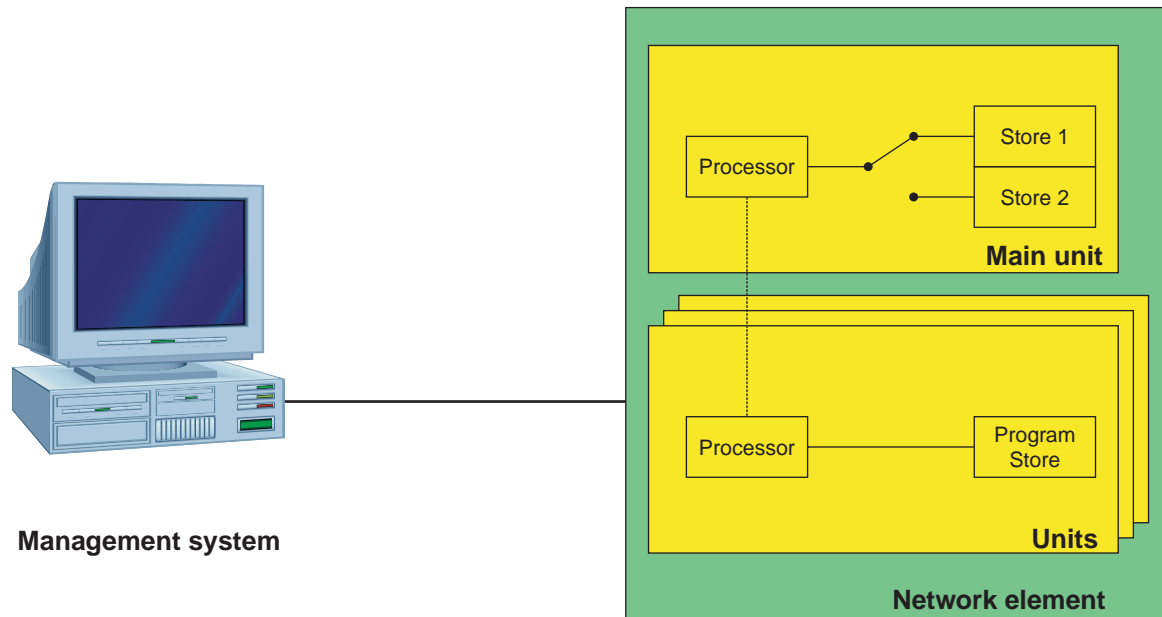 Processor
Store 1
Store 2
Main unit
Processor
Program
Store
Units
Management system
Network element